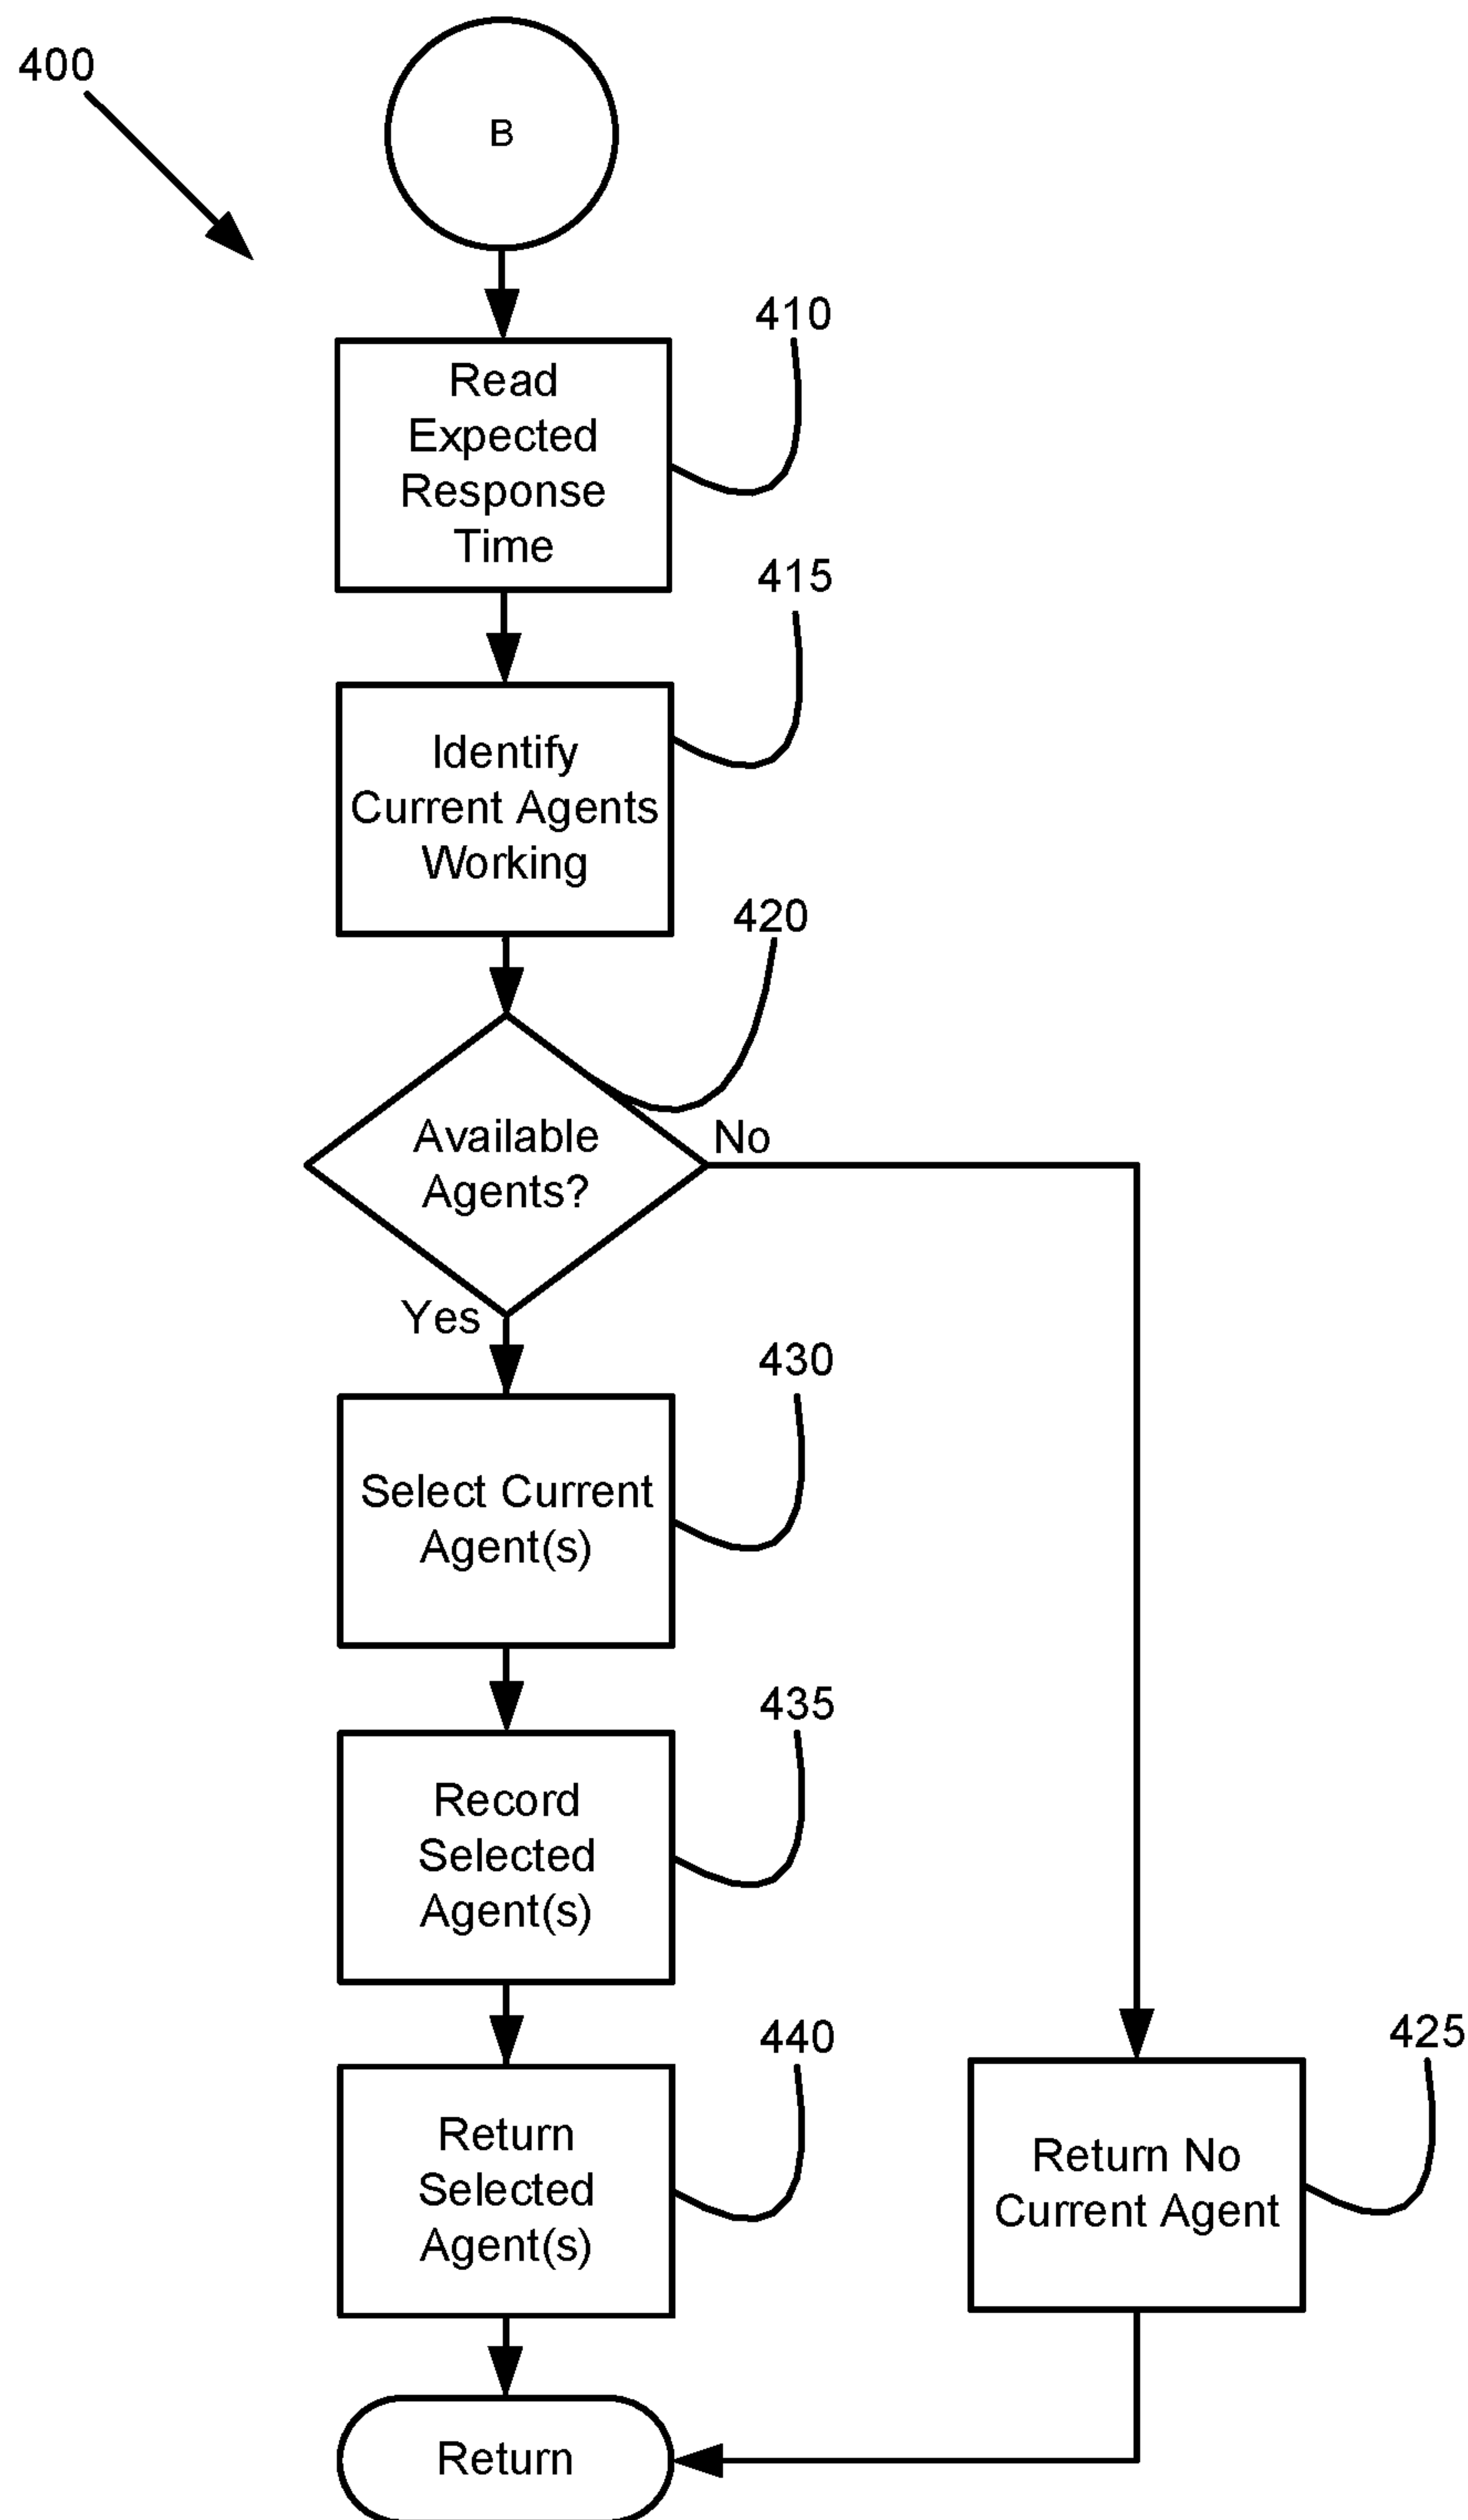 400
B
410
Read
Expected
Response
Time
415
Identify
Current Agents
Working
420
Available
Agents?
No
Yes
430
Select Current
Agent(s)
435
Record
Selected
Agent(s)
440
Return
Selected
Agent(s)
425
Return No
Current Agent
Return